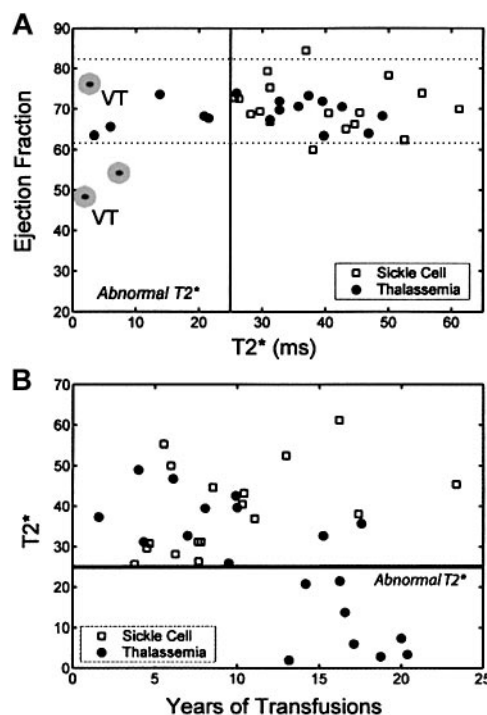 A
90
80
70
60
50
40
30
20
Ejection Fraction
VT
VT
Abnormal T2*
Sickle Cell
Thalassemia
0 10 20 30 40 50 60
T2* (ms)
B
70
60
50
40
30
20
10
0
T2*
Abnormal T2*
Sickle Cell
Thalassemia
0 5 10 15 20 25
Years of Transfusions